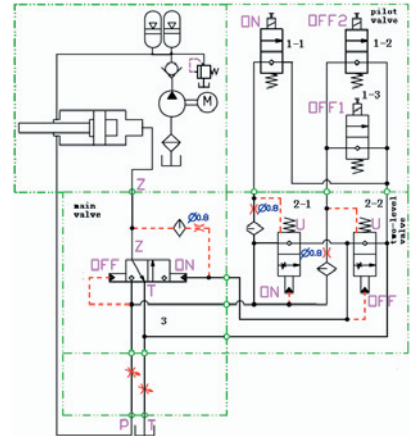 pilot valve
ON
OFF2
1-1
1-2
1-3
OFF1
W
M
Z
main valve
Ø0.8
Z
OFF
ON
T
3
2-1
2-2
Ø0.8
U
U
Ø0.8
two-level valve
ON
OFF
P
T